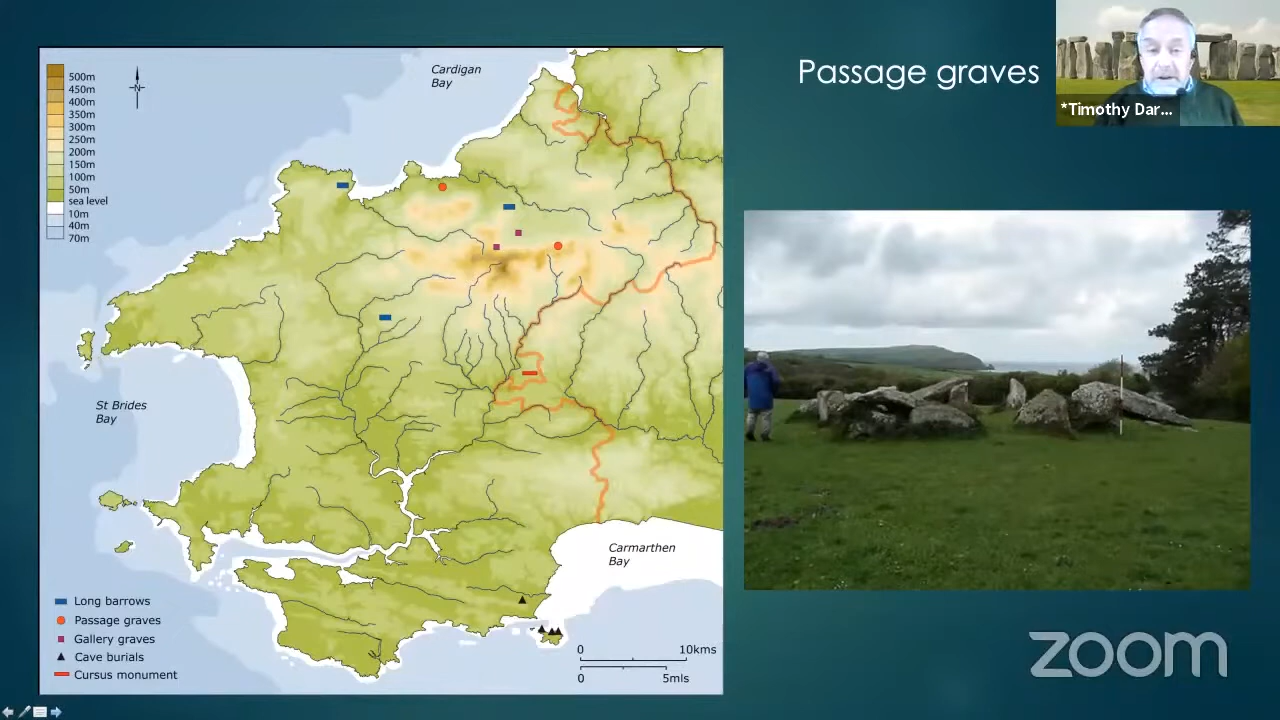 Passage graves
*Timothy Dar...
500m
450m
400m
350m
300m
250m
150m
100m
50m
sea level
10m
40m
70m
N
Cardigan
Bay
St Brides
Bay
Carmarthen
Bay
Long barrows
Passage graves
Gallery graves
Cave burials
Cursus monument
0
10kms
0
5mls
zoom